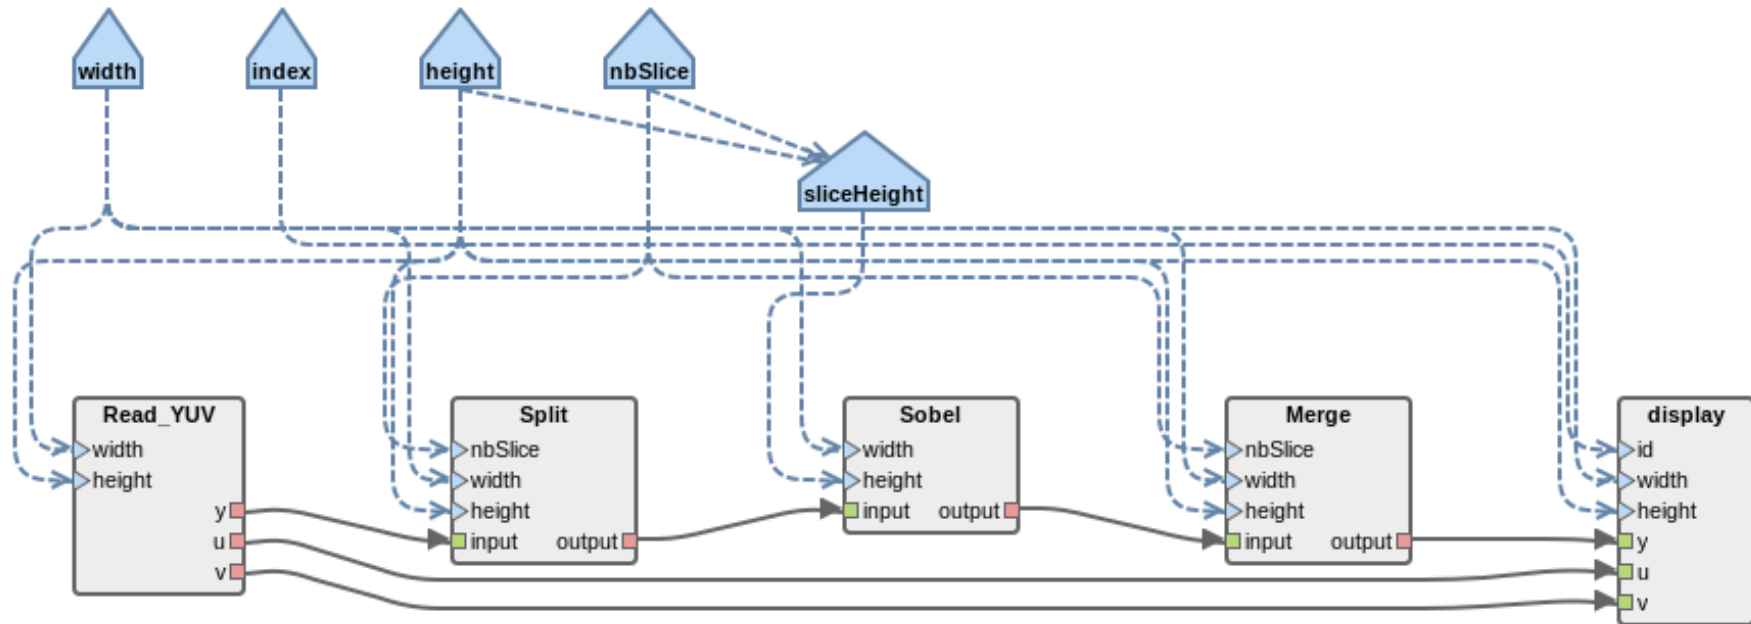 width
index
height
nbSlice
sliceHeight
Read_YUV
width
height
y
u
v
Split
nbSlice
width
height
input output
Sobel
width
height
input output
Merge
nbSlice
width
height
input output
display
id
width
height
y
u
v